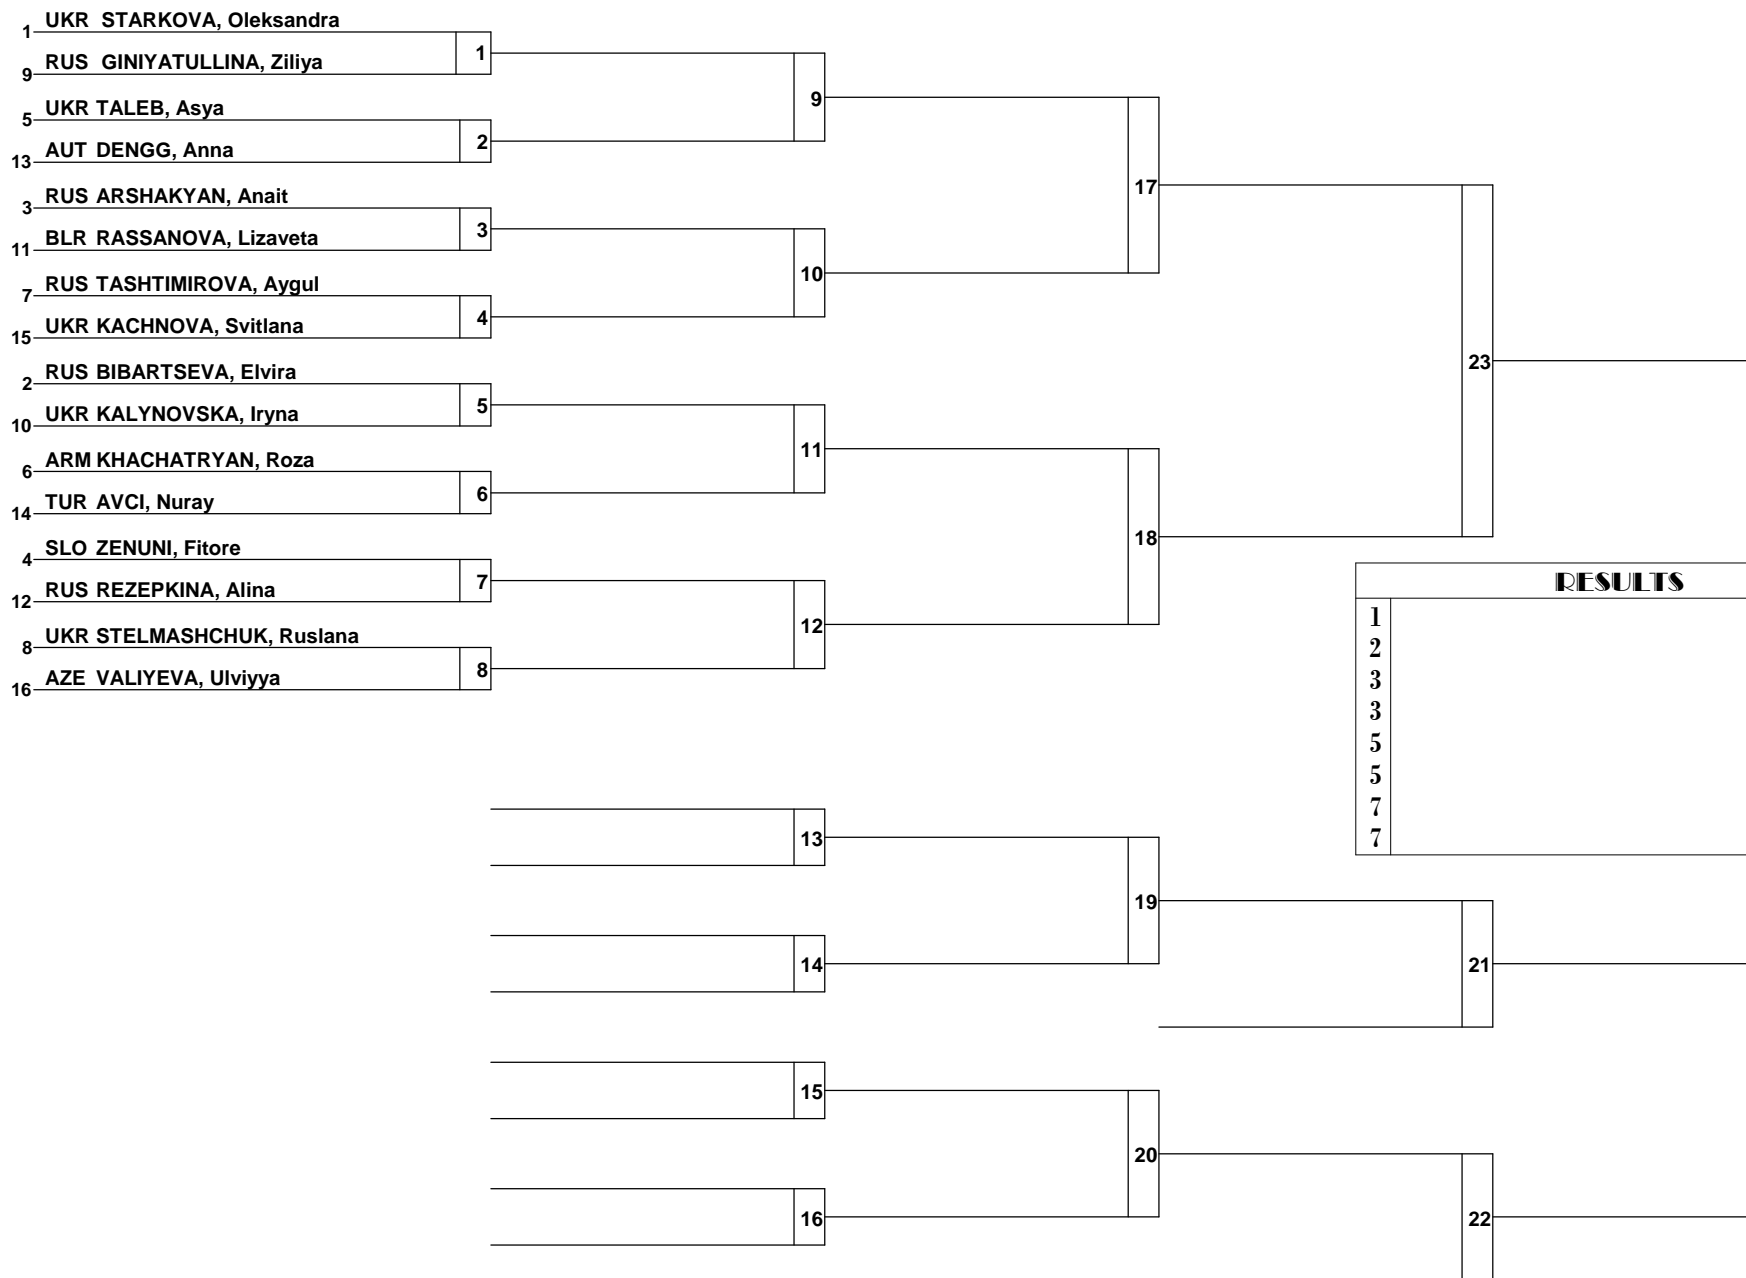 UKR STARKOVA, Oleksandra
1
1
RUS GINIYATULLINA, Ziliya
9
9
UKR TALEB, Asya
5
2
AUT DENGG, Anna
13
17
RUS ARSHAKYAN, Anait
3
3
BLR RASSANOVA, Lizaveta
11
10
RUS TASHTIMIROVA, Aygul
7
4
UKR KACHNOVA, Svitlana
15
23
RUS BIBARTSEVA, Elvira
2
5
UKR KALYNOVSKA, Iryna
10
11
ARM KHACHATRYAN, Roza
6
6
TUR AVCI, Nuray
14
18
SLO ZENUNI, Fitore
4
7
RUS REZEPKINA, Alina
12
12
UKR STELMASHCHUK, Ruslana
8
8
AZE VALIYEVA, Ulviyya
16
RESULTS
1
2
3
3
5
5
7
7
13
19
14
21
15
20
16
22